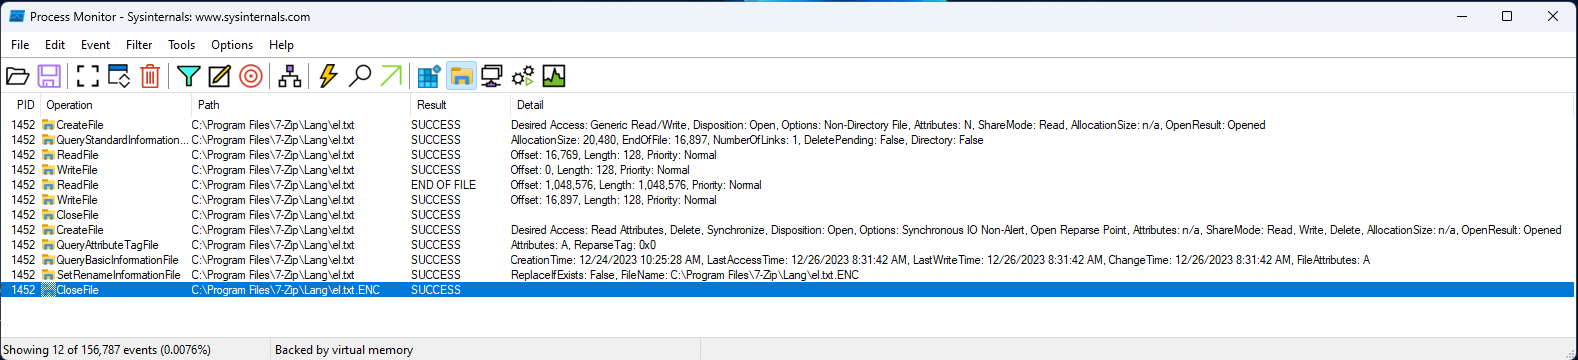 Process Monitor - Sysinternals: www.sysinternals.com
File Edit Event Filter Tools Options Help
PID Operation Path Result Detail
1452 CreateFile C:\Program Files\7-Zip\Lang\el.txt SUCCESS Desired Access: Generic Read/Write, Disposition: Open, Options: Non-Directory File, Attributes: N, ShareMode: Read, AllocationSize: n/a, OpenResult: Opened
1452 QueryStandardInformation... C:\Program Files\7-Zip\Lang\el.txt SUCCESS AllocationSize: 20,480, EndOfFile: 16,897, NumberOfLinks: 1, DeletePending: False, Directory: False
1452 ReadFile C:\Program Files\7-Zip\Lang\el.txt SUCCESS Offset: 16,769, Length: 128, Priority: Normal
1452 WriteFile C:\Program Files\7-Zip\Lang\el.txt SUCCESS Offset: 0, Length: 128, Priority: Normal
1452 ReadFile C:\Program Files\7-Zip\Lang\el.txt END OF FILE Offset: 1,048,576, Length: 1,048,576, Priority: Normal
1452 WriteFile C:\Program Files\7-Zip\Lang\el.txt SUCCESS Offset: 16,897, Length: 128, Priority: Normal
1452 CloseFile C:\Program Files\7-Zip\Lang\el.txt SUCCESS
1452 CreateFile C:\Program Files\7-Zip\Lang\el.txt SUCCESS Desired Access: Read Attributes, Delete, Synchronize, Disposition: Open, Options: Synchronous IO Non-Alert, Open Reparse Point, Attributes: n/a, ShareMode: Read, Write, Delete, AllocationSize: n/a, OpenResult: Opened
1452 QueryAttributeTagFile C:\Program Files\7-Zip\Lang\el.txt SUCCESS Attributes: A, ReparseTag: 0x0
1452 QueryBasicInformationFile C:\Program Files\7-Zip\Lang\el.txt SUCCESS CreationTime: 12/24/2023 10:25:28 AM, LastAccessTime: 12/26/2023 8:31:42 AM, LastWriteTime: 12/26/2023 8:31:42 AM, ChangeTime: 12/26/2023 8:31:42 AM, FileAttributes: A
1452 SetRenameInformationFile C:\Program Files\7-Zip\Lang\el.txt SUCCESS ReplaceIfExists: False, FileName: C:\Program Files\7-Zip\Lang\el.txt.ENC
1452 CloseFile C:\Program Files\7-Zip\Lang\el.txt.ENC SUCCESS
Showing 12 of 156,787 events (0.0076%) Backed by virtual memory